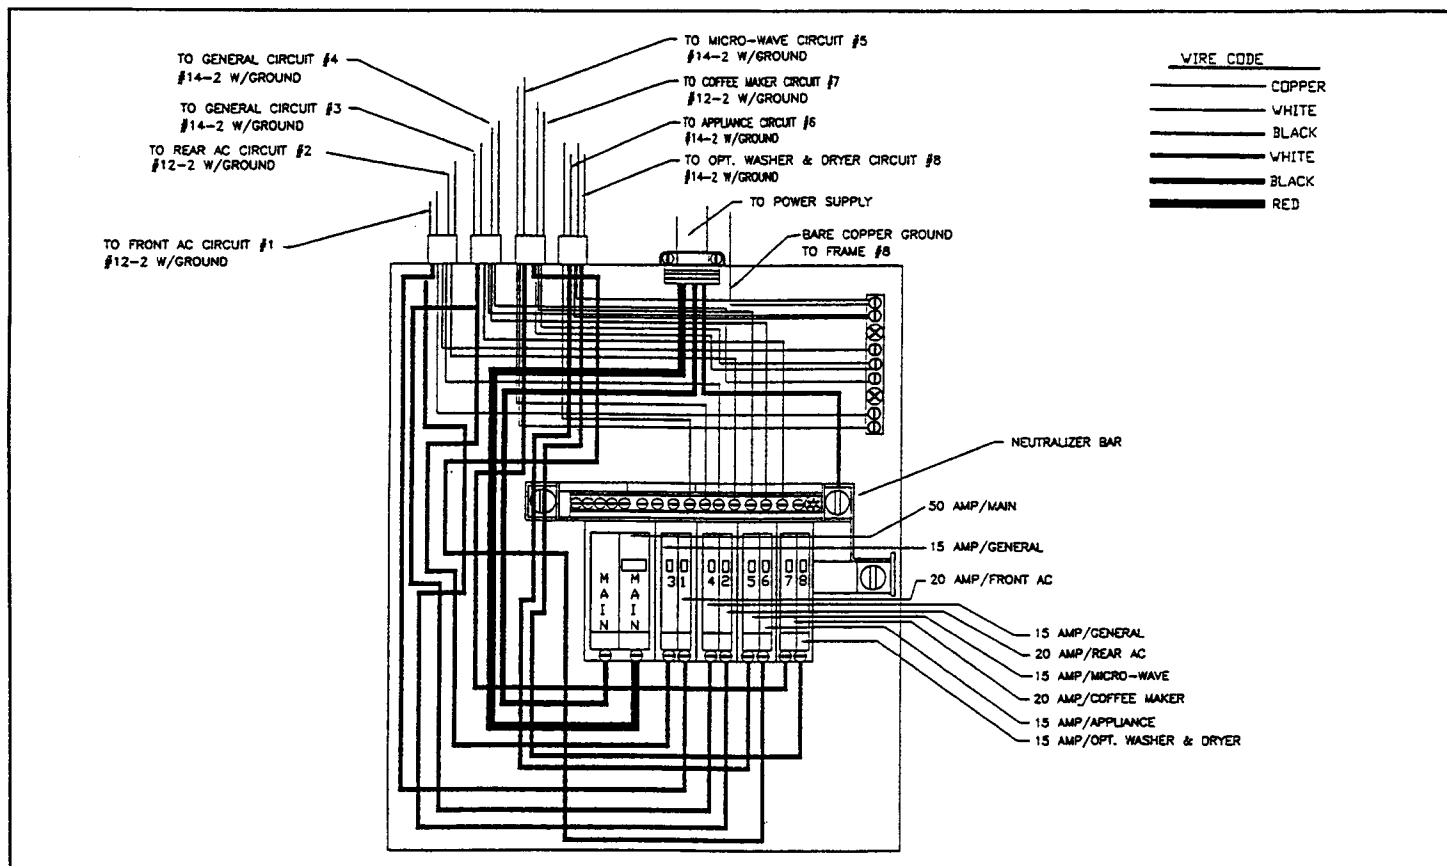 TO GENERAL CIRCUIT #4
#14-2 W/GROUND
TO GENERAL CIRCUIT #3
#14-2 W/GROUND
TO REAR AC CIRCUIT #2
#12-2 W/GROUND
TO FRONT AC CIRCUIT #1
#12-2 W/GROUND
TO MICRO-WAVE CIRCUIT #5
#14-2 W/GROUND
TO COFFEE MAKER CIRCUIT #7
#12-2 W/GROUND
TO APPLIANCE CIRCUIT #6
#14-2 W/GROUND
TO OPT. WASHER & DRYER CIRCUIT #8
#14-2 W/GROUND
TO POWER SUPPLY
BARE COPPER GROUND
TO FRAME #8
WIRE CODE
COPPER
WHITE
BLACK
WHITE
BLACK
RED
NEUTRALIZER BAR
50 AMP/MAIN
15 AMP/GENERAL
20 AMP/FRONT AC
MAIN
MAIN
3 1
4 2
5 6
7 8
15 AMP/GENERAL
20 AMP/REAR AC
15 AMP/MICRO-WAVE
20 AMP/COFFEE MAKER
15 AMP/APPLIANCE
15 AMP/OPT. WASHER & DRYER